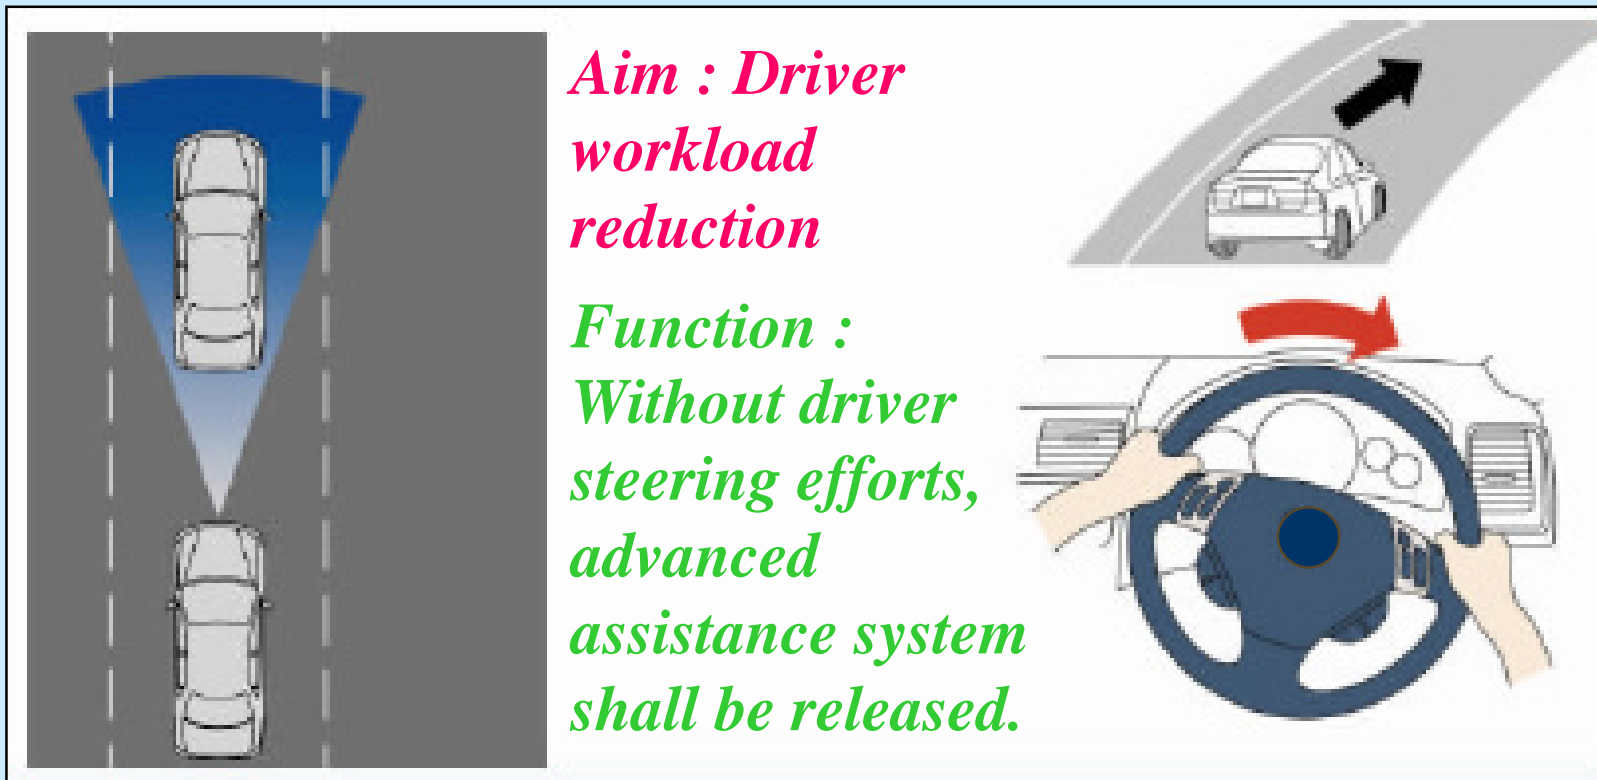 Aim : Driver
workload
reduction
Function :
Without driver
steering efforts,
advanced
assistance system
shall be released.